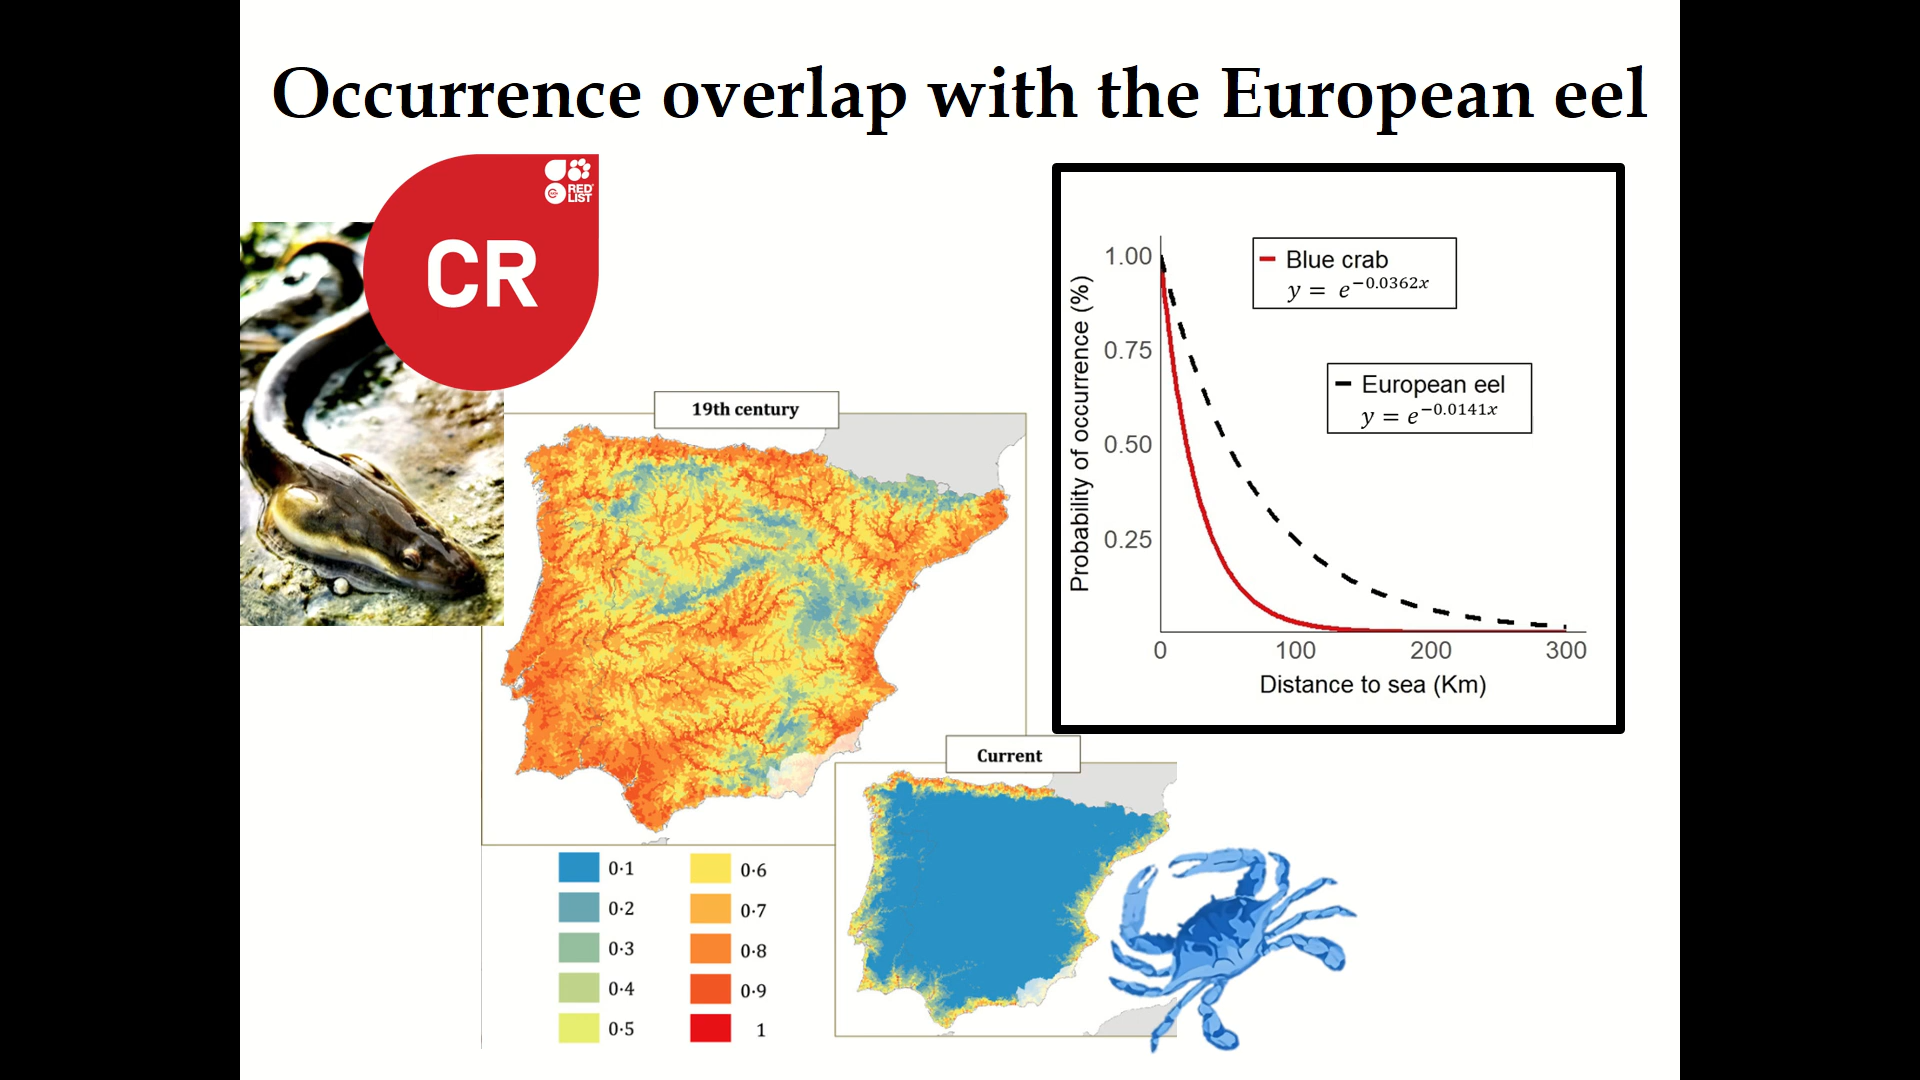 Occurrence overlap with the European eel
RED
LIST
CR
19th century
Current
0·1
0·2
0·3
0·4
0·5
0·6
0·7
0·8
0·9
1
Probability of occurrence (%)
1.00
0.75
0.50
0.25
Blue crab
y = e^−0.0362x
European eel
y = e^−0.0141x
0 100 200 300
Distance to sea (Km)